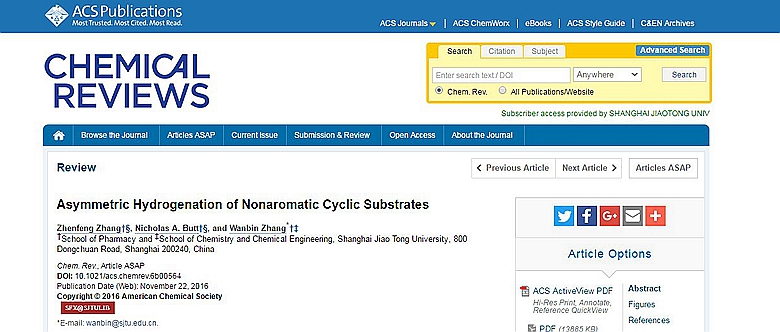 ACS Publications
Most Trusted. Most Cited. Most Read.
ACS Journals | ACS ChemWorx | eBooks | ACS Style Guide | C&EN Archives
CHEMICAL
REVIEWS
Search Citation Subject Advanced Search
Enter search text / DOI Anywhere Search
Chem. Rev. All Publications/Website
Subscriber access provided by SHANGHAI JIAOTONG UNIV
Browse the Journal Articles ASAP Current Issue Submission & Review Open Access About the Journal
Review
Previous Article Next Article Articles ASAP
Asymmetric Hydrogenation of Nonaromatic Cyclic Substrates
Zhenfeng Zhang†§, Nicholas A. Butt†§, and Wanbin Zhang*†‡
†School of Pharmacy and ‡School of Chemistry and Chemical Engineering, Shanghai Jiao Tong University, 800
Dongchuan Road, Shanghai 200240, China
Chem. Rev., Article ASAP
DOI: 10.1021/acs.chemrev.6b00564
Publication Date (Web): November 22, 2016
Copyright © 2016 American Chemical Society
SFX@SJTULIB
*E-mail: wanbin@sjtu.edu.cn.
Article Options
ACS ActiveView PDF
Hi-Res Print, Annotate,
Reference QuickView
PDF (13865 KB)
Abstract
Figures
References